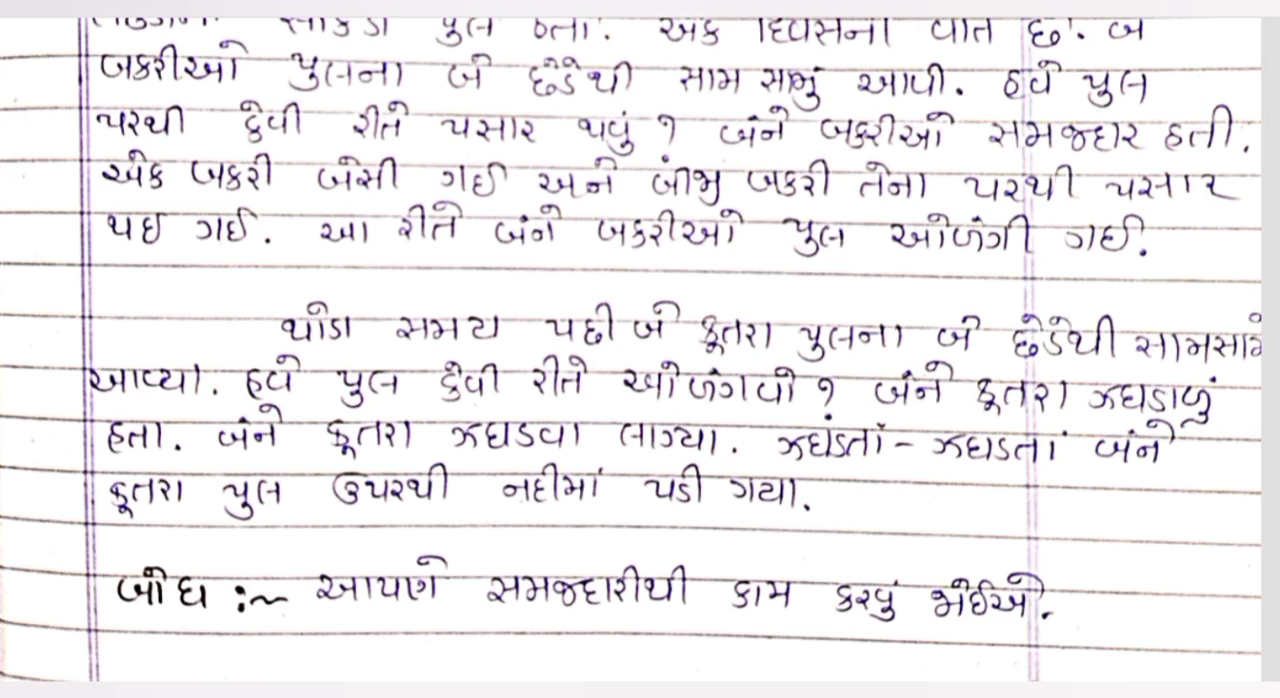 સાંકડો પુલ હતો. એક દિવસની વાત છે. બે
બકરીઓ પુલના બે છેડેથી સામ સામું આવી. હવે પુલ
પરથી કેવી રીતે પસાર થવું ? બંને બકરીઓ સમજદાર હતી.
એક બકરી બેસી ગઈ અને બીજી બકરી તેના પરથી પસાર
થઇ ગઈ. આ રીતે બંને બકરીઓ પુલ ઓળંગી ગઈ.
થોડા સમય પછી બે કૂતરા પુલના બે છેડેથી સામસામે
આવ્યા. હવે પુલ કેવી રીતે ઓળંગવો ? બંને કૂતરા ઝઘડાળું
હતા. બંને કૂતરા ઝઘડવા લાગ્યા. ઝઘડતાં - ઝઘડતાં બંને
કૂતરા પુલ ઉપરથી નદીમાં પડી ગયા.
બોધ :~ આપણે સમજદારીથી કામ કરવું જોઈએ.